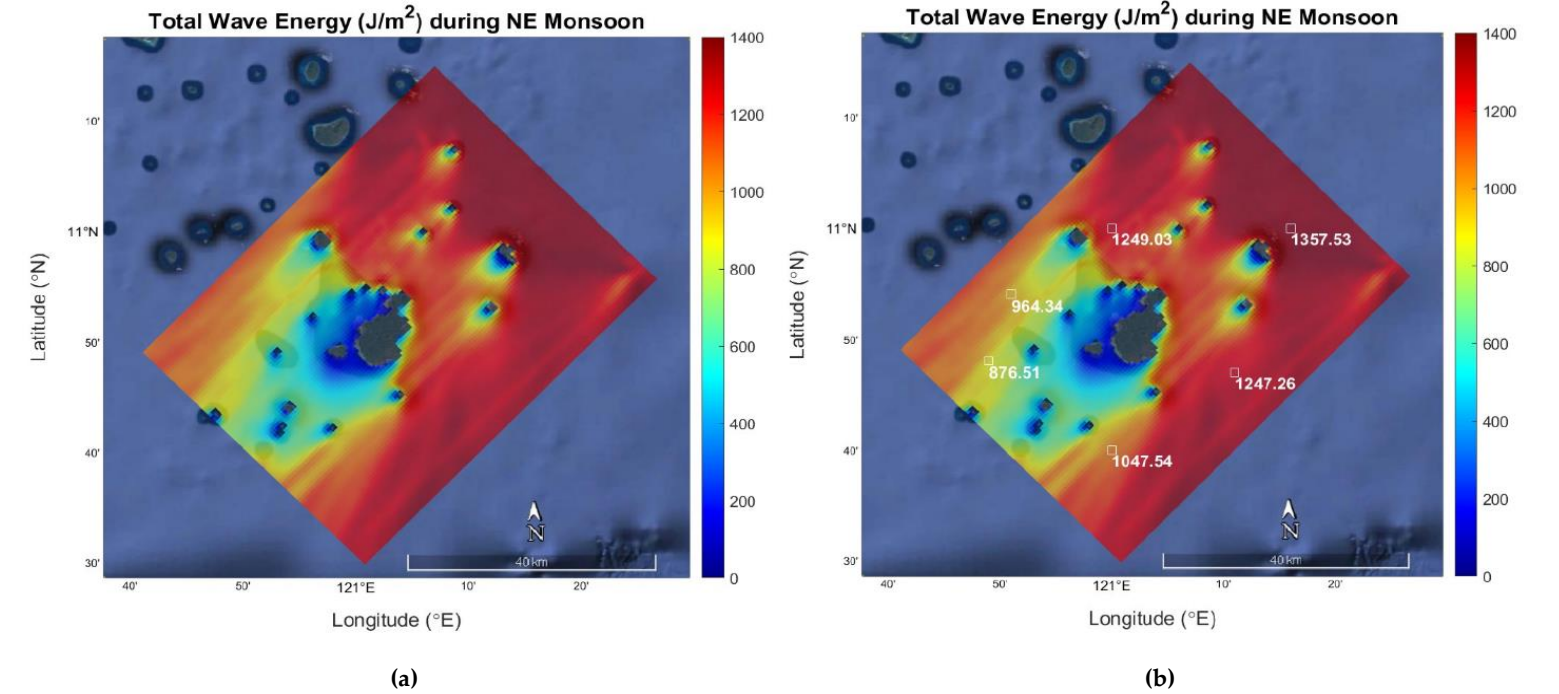 Total Wave Energy (J/m²) during NE Monsoon
1400
1200
1000
800
600
400
200
0
10'
11°N
50'
40'
30'
Latitude (°N)
40'
50'
121°E
10'
20'
Longitude (°E)
N
40 km
(a)
Total Wave Energy (J/m²) during NE Monsoon
1400
1200
1000
800
600
400
200
0
10'
11°N
50'
40'
30'
Latitude (°N)
1249.03
1357.53
964.34
876.51
1247.26
1047.54
40'
50'
121°E
10'
20'
Longitude (°E)
N
40 km
(b)